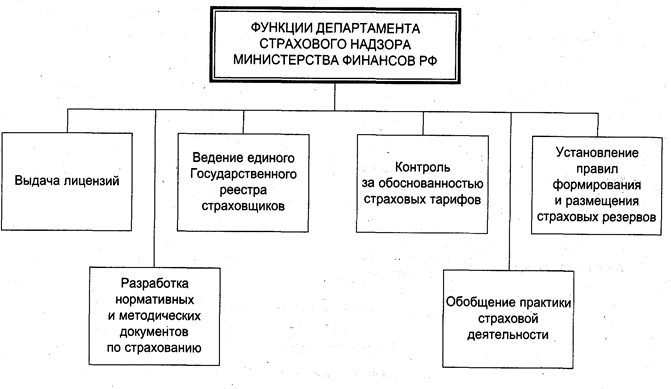 ФУНКЦИИ ДЕПАРТАМЕНТА
СТРАХОВОГО НАДЗОРА
МИНИСТЕРСТВА ФИНАНСОВ РФ
Выдача лицензий
Ведение единого
Государственного
реестра
страховщиков
Контроль
за обоснованностью
страховых тарифов
Установление
правил
формирования
и размещения
страховых резервов
Разработка
нормативных
и методических
документов
по страхованию
Обобщение практики
страховой
деятельности